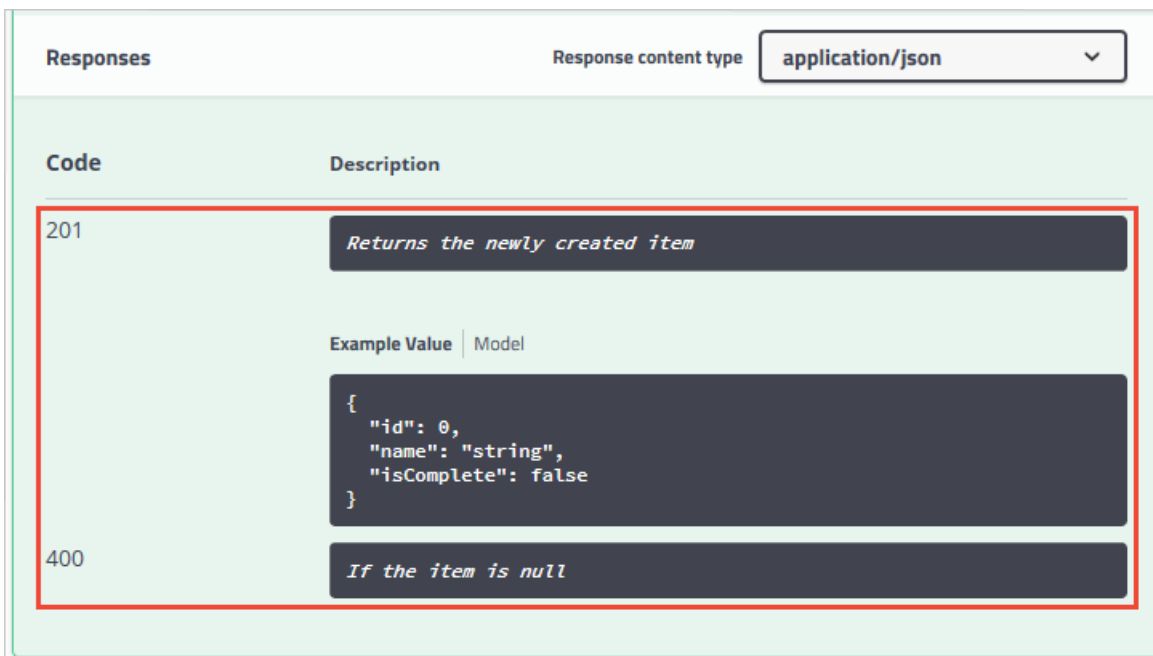 Responses Response content type application/json
Code Description
201 Returns the newly created item
Example Value Model
{
  "id": 0,
  "name": "string",
  "isComplete": false
}
400 If the item is null